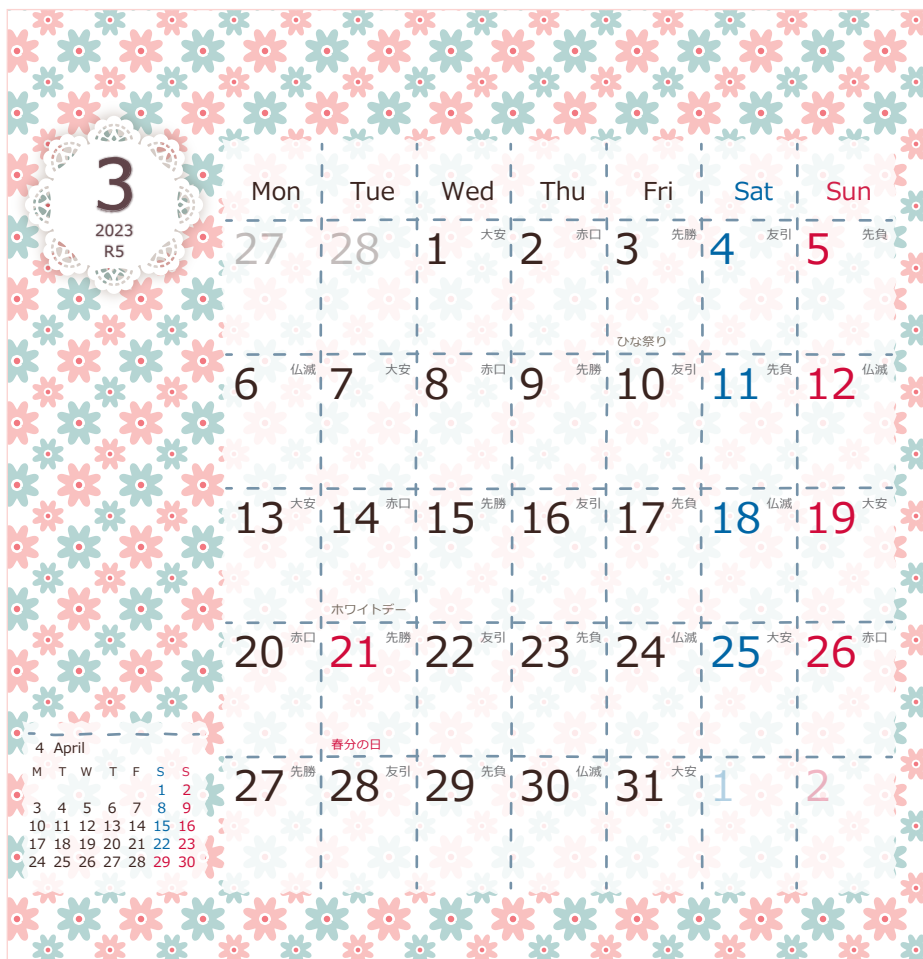 3
2023
R5
Mon Tue Wed Thu Fri Sat Sun
27 28 1 大安 2 赤口 3 先勝 4 友引 5 先負
ひな祭り
6 仏滅 7 大安 8 赤口 9 先勝 10 友引 11 先負 12 仏滅
13 大安 14 赤口 15 先勝 16 友引 17 先負 18 仏滅 19 大安
ホワイトデー
20 赤口 21 先勝 22 友引 23 先負 24 仏滅 25 大安 26 赤口
春分の日
27 先勝 28 友引 29 先負 30 仏滅 31 大安 1 2
4 April
M T W T F S S
1 2
3 4 5 6 7 8 9
10 11 12 13 14 15 16
17 18 19 20 21 22 23
24 25 26 27 28 29 30